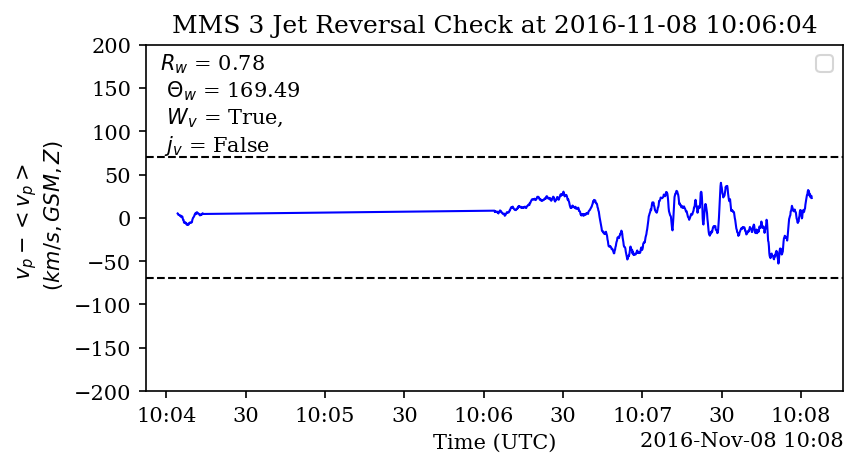 MMS 3 Jet Reversal Check at 2016-11-08 10:06:04
R_w = 0.78
Θ_w = 169.49
W_v = True,
j_v = False
v_p − < v_p >
(km/s, GSM, Z)
200
150
100
50
0
−50
−100
−150
−200
10:04 30 10:05 30 10:06 30 10:07 30 10:08
Time (UTC)
2016-Nov-08 10:08